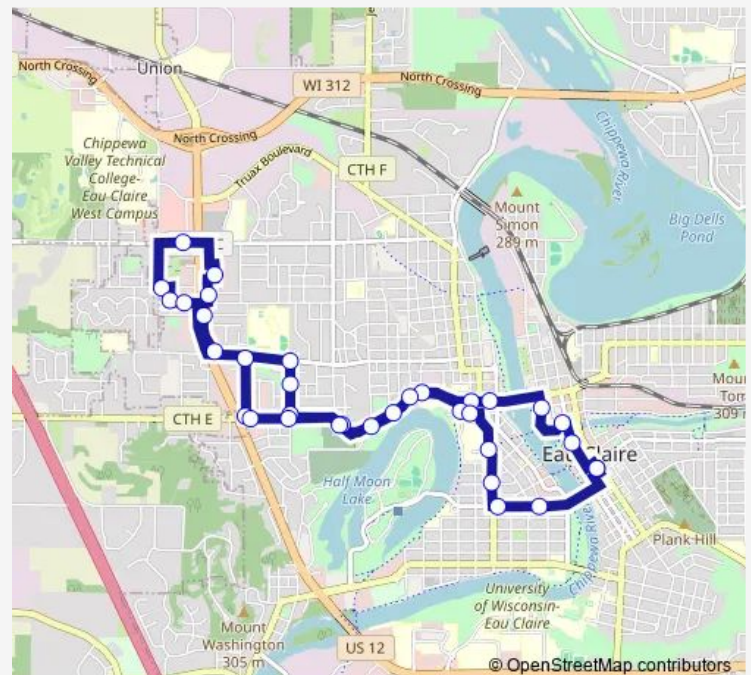 North Crossing
Union
WI 312
North Crossing
Chippewa
Valley Technical
College-
Eau Claire
West Campus
North Crossing
Truax Boulevard
CTH F
Chippewa River
Mount
Simon
289 m
Big Dells
Pond
CTH E
Half Moon
Lake
Eau Claire
Mou
Tom
309
Chippewa River
Plank Hill
University
of Wisconsin-
Eau Claire
Mount
Washington
305 m
US 12
© OpenStreetMap contributors